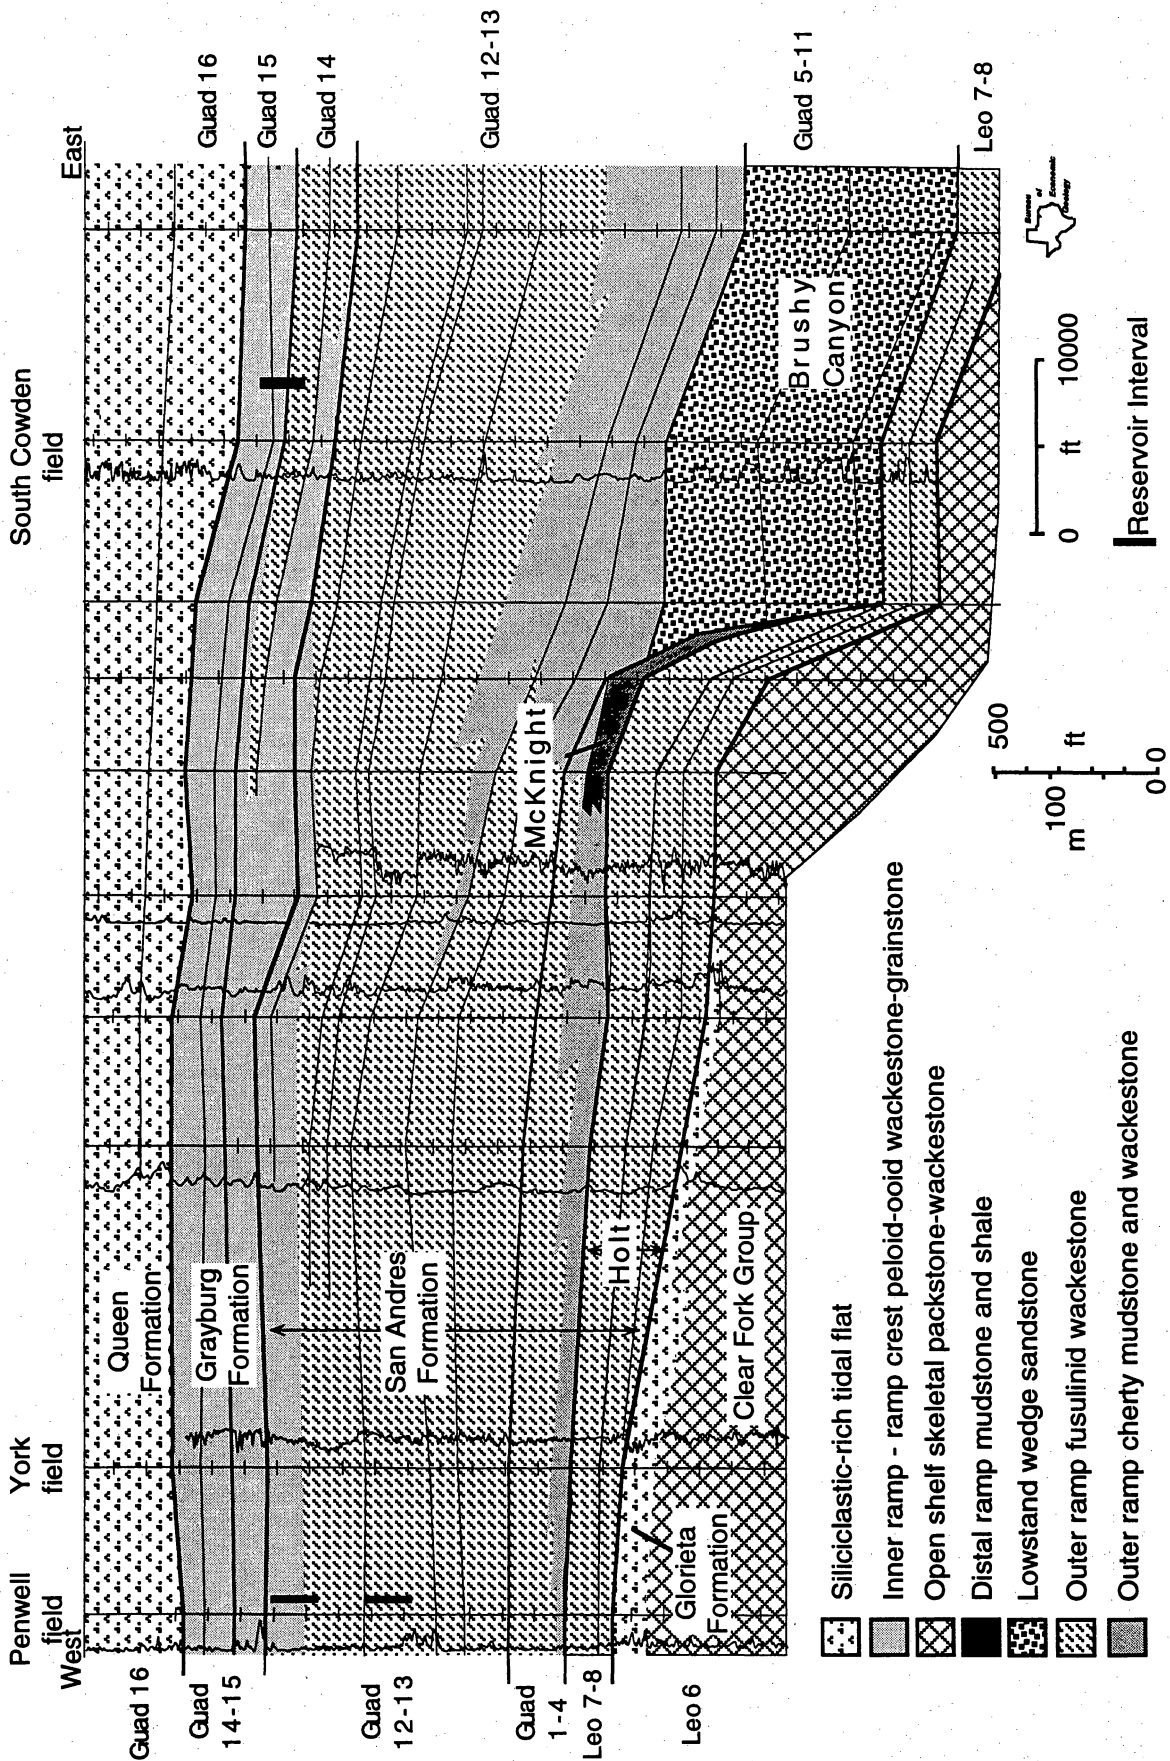 Penwell
field
West
York
field
South Cowden
field
East
Guad 16
Guad
14-15
Guad
12-13
Guad
1-4
Leo 7-8
Leo 6
Queen
Formation
Grayburg
Formation
San Andres
Formation
Holt
Glorieta
Formation
Clear Fork Group
McKnight
Brushy
Canyon
Guad 16
Guad 15
Guad 14
Guad 12-13
Guad 5-11
Leo 7-8
Siliciclastic-rich tidal flat
Inner ramp - ramp crest peloid-ooid wackestone-grainstone
Open shelf skeletal packstone-wackestone
Distal ramp mudstone and shale
Lowstand wedge sandstone
Outer ramp fusulinid wackestone
Outer ramp cherty mudstone and wackestone
100
m
500
ft
0
0
0
ft
10000
Reservoir Interval
Bureau
of
Economic
Geology